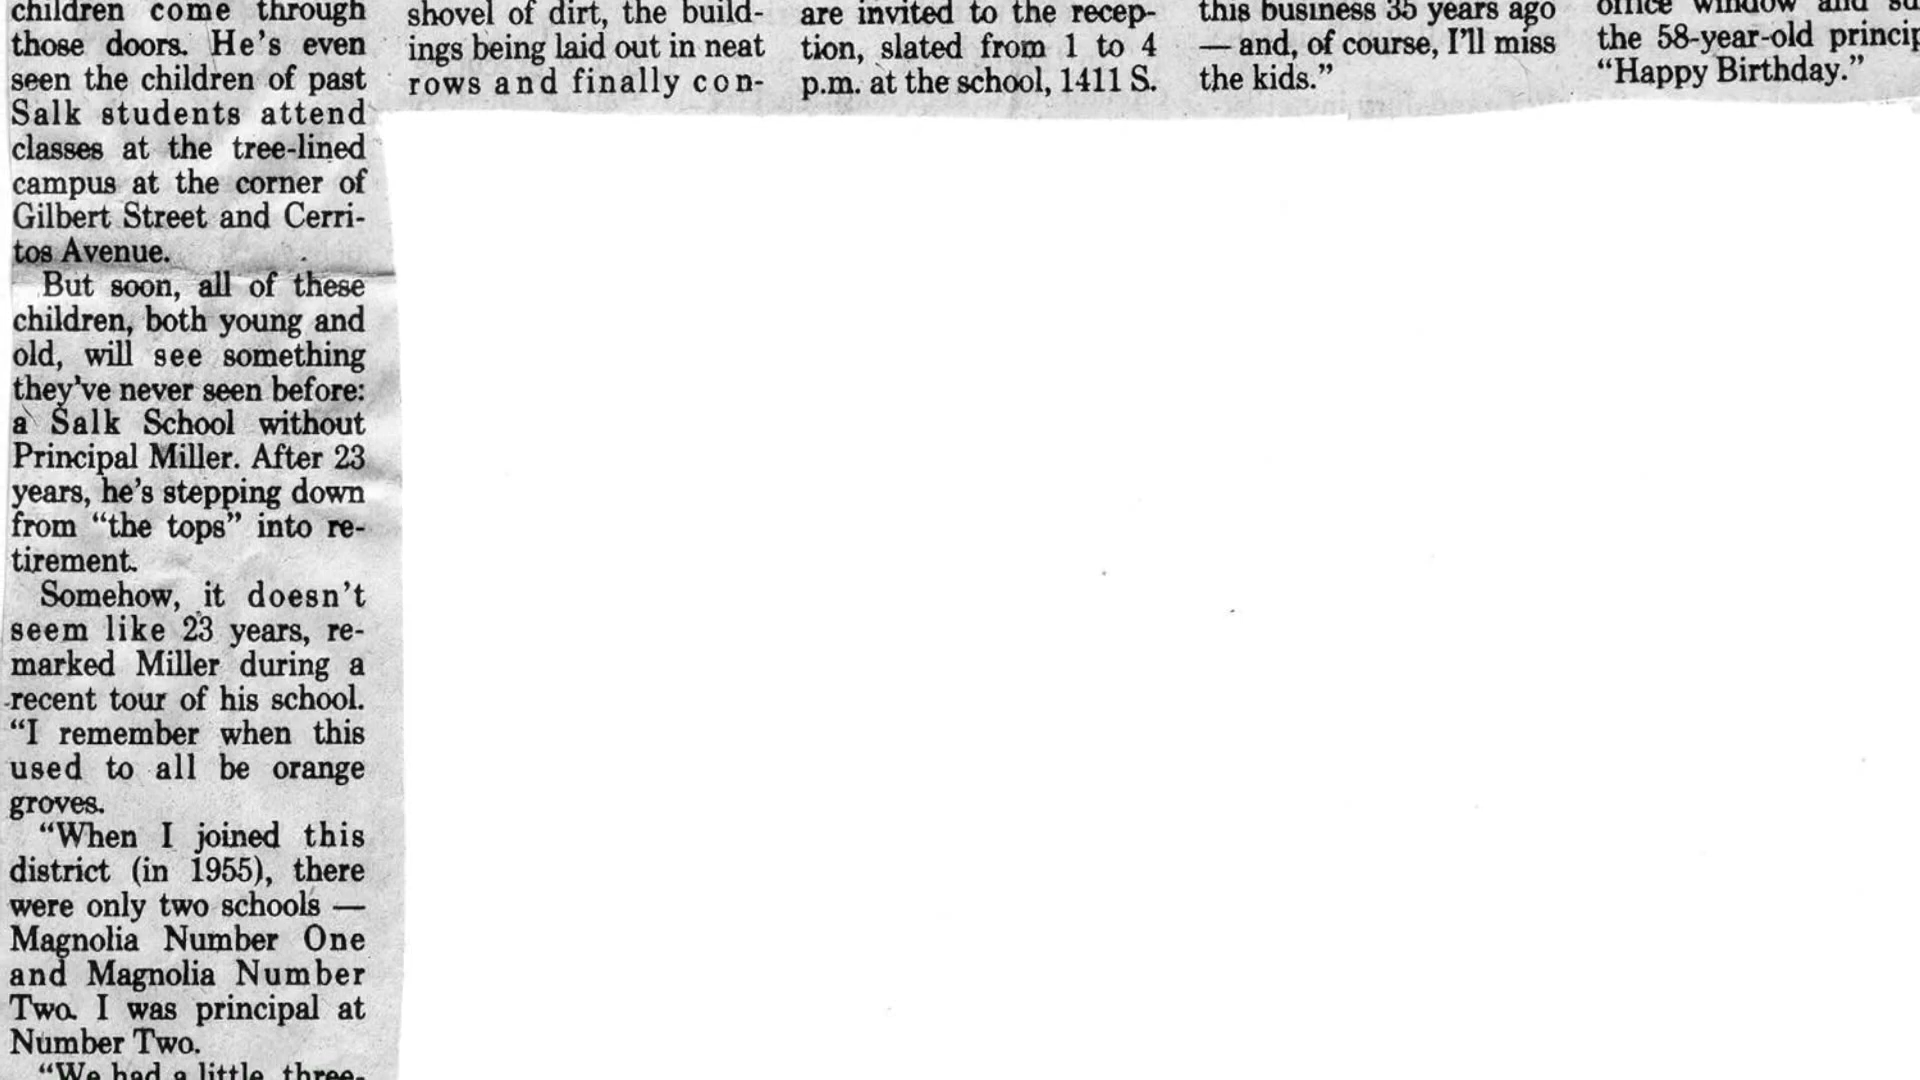 children come through
those doors. He's even
seen the children of past
Salk students attend
classes at the tree-lined
campus at the corner of
Gilbert Street and Cerri-
tos Avenue.
But soon, all of these
children, both young and
old, will see something
they've never seen before:
a Salk School without
Principal Miller. After 23
years, he's stepping down
from “the tops” into re-
tirement.
Somehow, it doesn't
seem like 23 years, re-
marked Miller during a
recent tour of his school.
“I remember when this
used to all be orange
groves.
“When I joined this
district (in 1955), there
were only two schools —
Magnolia Number One
and Magnolia Number
Two. I was principal at
Number Two.
“We had a little, three-
shovel of dirt, the build-
ings being laid out in neat
rows and finally con-
are invited to the recep-
tion, slated from 1 to 4
p.m. at the school, 1411 S.
this business 35 years ago
— and, of course, I'll miss
the kids.”
office window and
the 58-year-old
“Happy Birthday.”